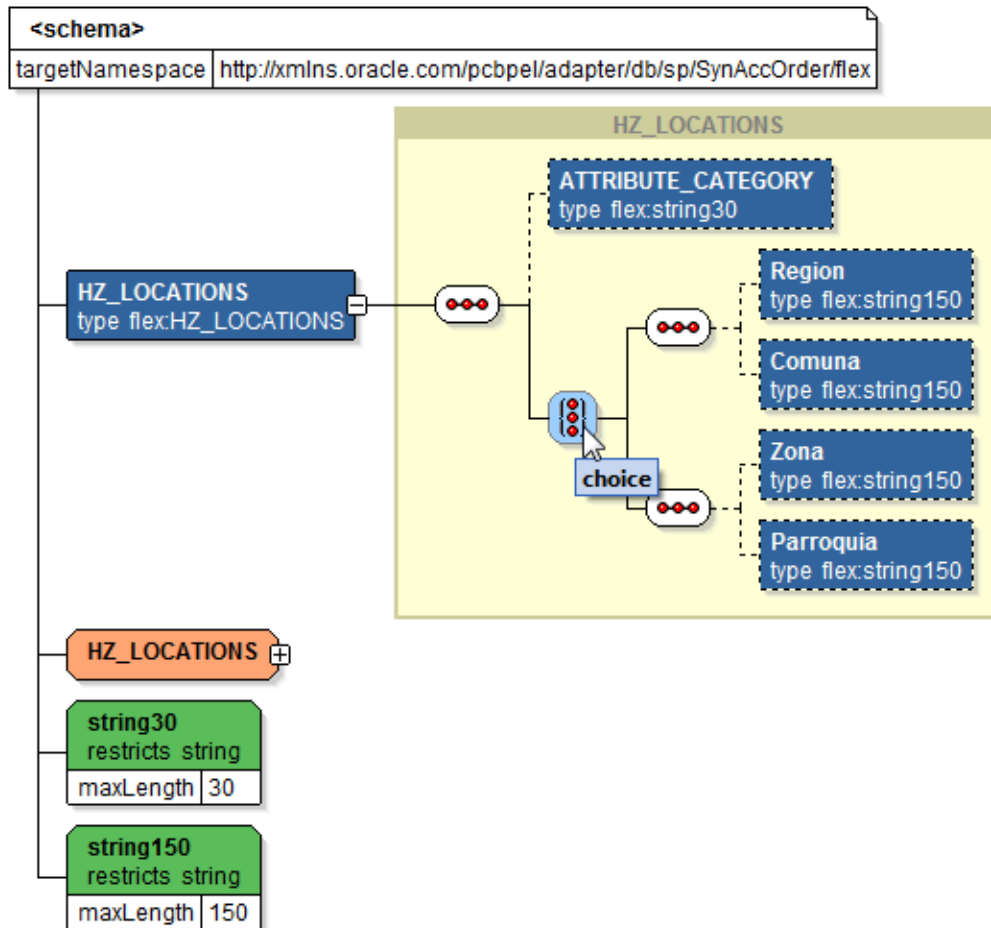 <schema>
targetNamespace http://xmlns.oracle.com/pcbpel/adapter/db/sp/SynAccOrder/flex
HZ_LOCATIONS
ATTRIBUTE_CATEGORY
type flex:string30
HZ_LOCATIONS
type flex:HZ_LOCATIONS
Region
type flex:string150
Comuna
type flex:string150
choice
Zona
type flex:string150
Parroquia
type flex:string150
HZ_LOCATIONS
string30
restricts string
maxLength 30
string150
restricts string
maxLength 150